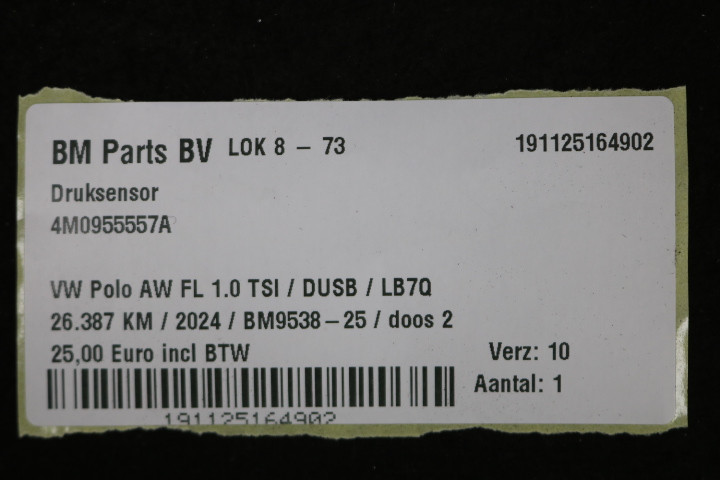 BM Parts BV LOK 8 – 73 191125164902
Druksensor
4M0955557A
VW Polo AW FL 1.0 TSI / DUSB / LB7Q
26.387 KM / 2024 / BM9538–25 / doos 2
25,00 Euro incl BTW Verz: 10
Aantal: 1
191125164902